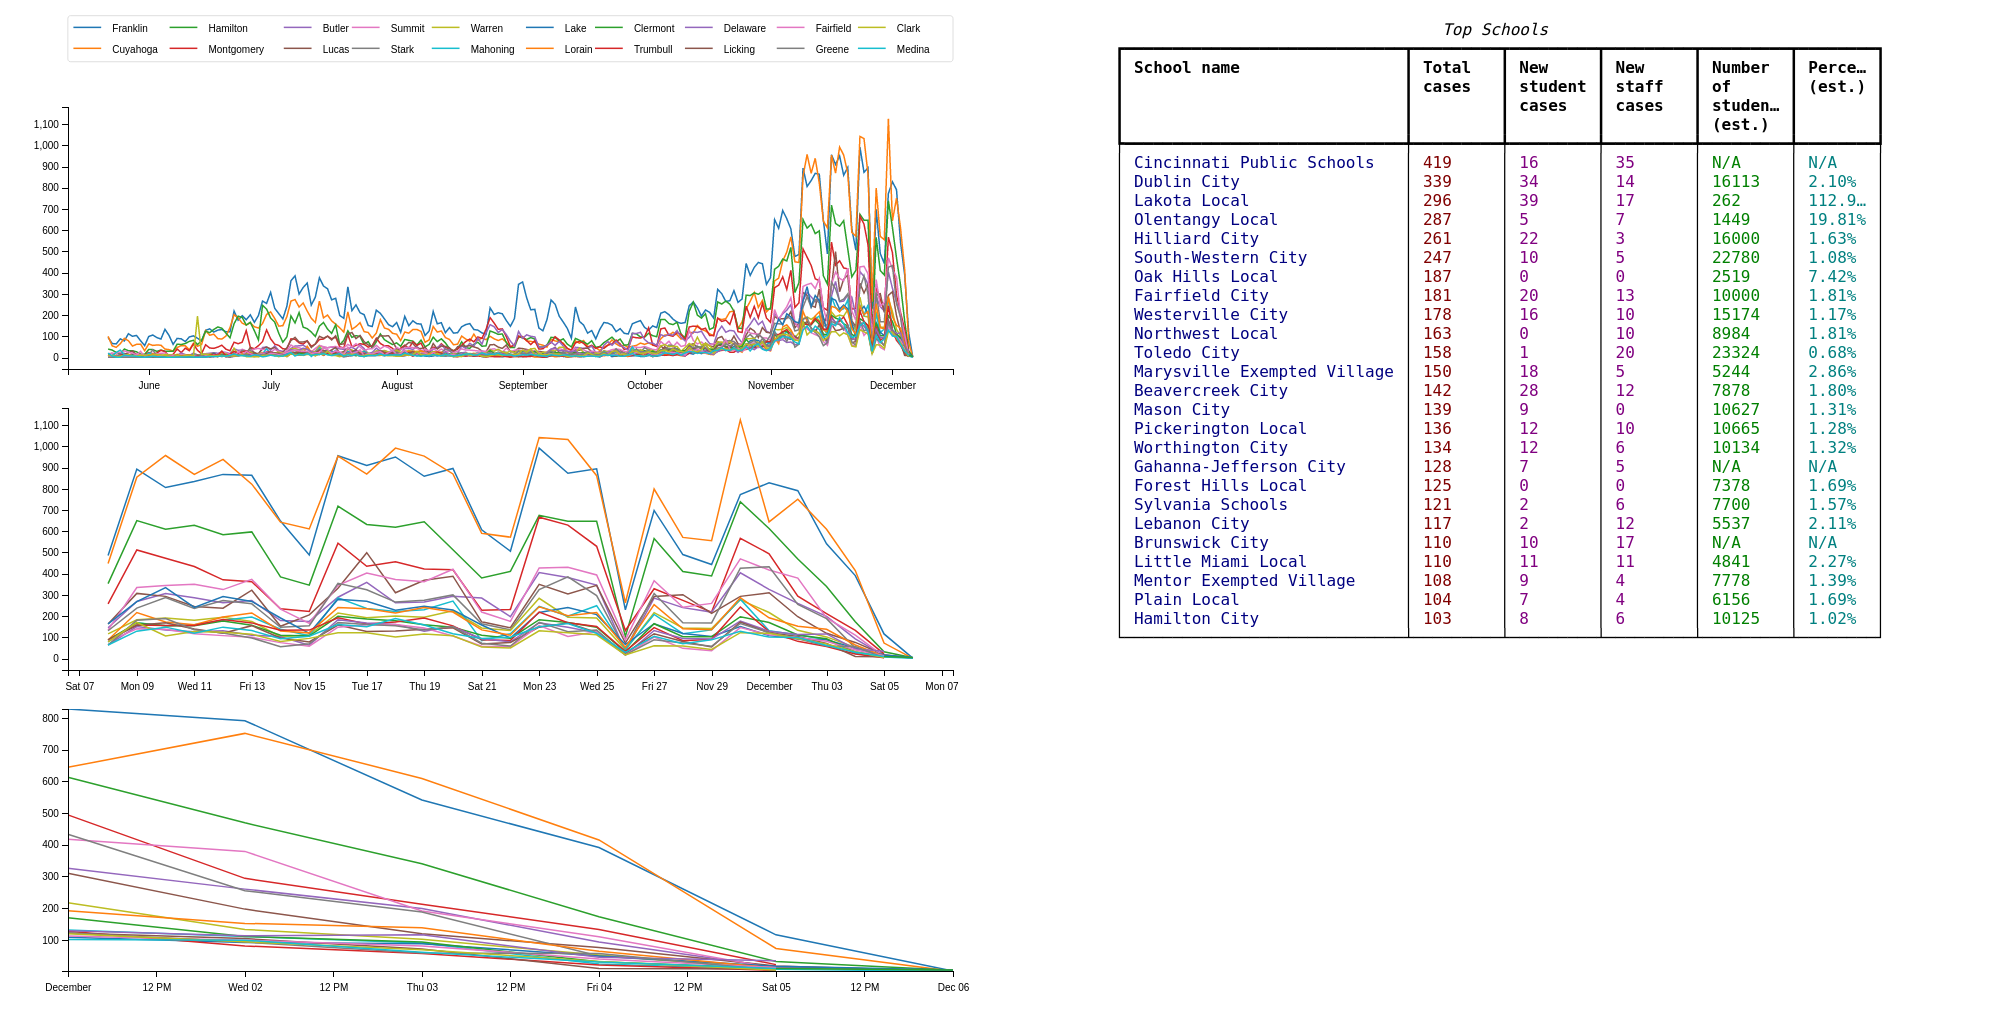 Franklin Hamilton Butler Summit Warren Lake Clermont Delaware Fairfield Clark
Cuyahoga Montgomery Lucas Stark Mahoning Lorain Trumbull Licking Greene Medina
1,100
1,000
900
800
700
600
500
400
300
200
100
0
June July August September October November December
1,100
1,000
900
800
700
600
500
400
300
200
100
0
Sat 07 Mon 09 Wed 11 Fri 13 Nov 15 Tue 17 Thu 19 Sat 21 Mon 23 Wed 25 Fri 27 Nov 29 December Thu 03 Sat 05 Mon 07
800
700
600
500
400
300
200
100
December 12 PM Wed 02 12 PM Thu 03 12 PM Fri 04 12 PM Sat 05 12 PM Dec 06
Top Schools
School name Total New New Number Perce…
cases student staff of (est.)
cases cases studen…
(est.)
Cincinnati Public Schools 419 16 35 N/A N/A
Dublin City 339 34 14 16113 2.10%
Lakota Local 296 39 17 262 112.9…
Olentangy Local 287 5 7 1449 19.81%
Hilliard City 261 22 3 16000 1.63%
South-Western City 247 10 5 22780 1.08%
Oak Hills Local 187 0 0 2519 7.42%
Fairfield City 181 20 13 10000 1.81%
Westerville City 178 16 10 15174 1.17%
Northwest Local 163 0 10 8984 1.81%
Toledo City 158 1 20 23324 0.68%
Marysville Exempted Village 150 18 5 5244 2.86%
Beavercreek City 142 28 12 7878 1.80%
Mason City 139 9 0 10627 1.31%
Pickerington Local 136 12 10 10665 1.28%
Worthington City 134 12 6 10134 1.32%
Gahanna-Jefferson City 128 7 5 N/A N/A
Forest Hills Local 125 0 0 7378 1.69%
Sylvania Schools 121 2 6 7700 1.57%
Lebanon City 117 2 12 5537 2.11%
Brunswick City 110 10 17 N/A N/A
Little Miami Local 110 11 11 4841 2.27%
Mentor Exempted Village 108 9 4 7778 1.39%
Plain Local 104 7 4 6156 1.69%
Hamilton City 103 8 6 10125 1.02%